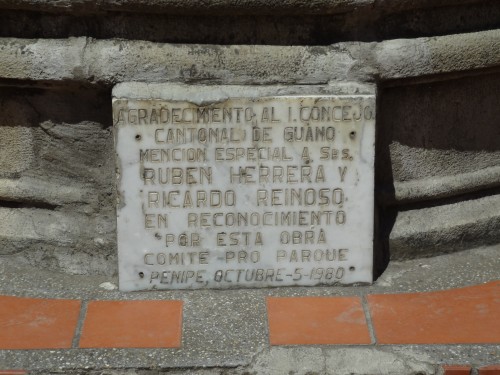 AGRADECIMIENTO AL I. CONCEJO
CANTONAL DE GUANO
MENCION ESPECIAL A Srs.
RUBEN HERRERA Y
RICARDO REINOSO
EN RECONOCIMIENTO
POR ESTA OBRA
COMITE-PRO PARQUE
PENIPE, OCTUBRE-5-1980